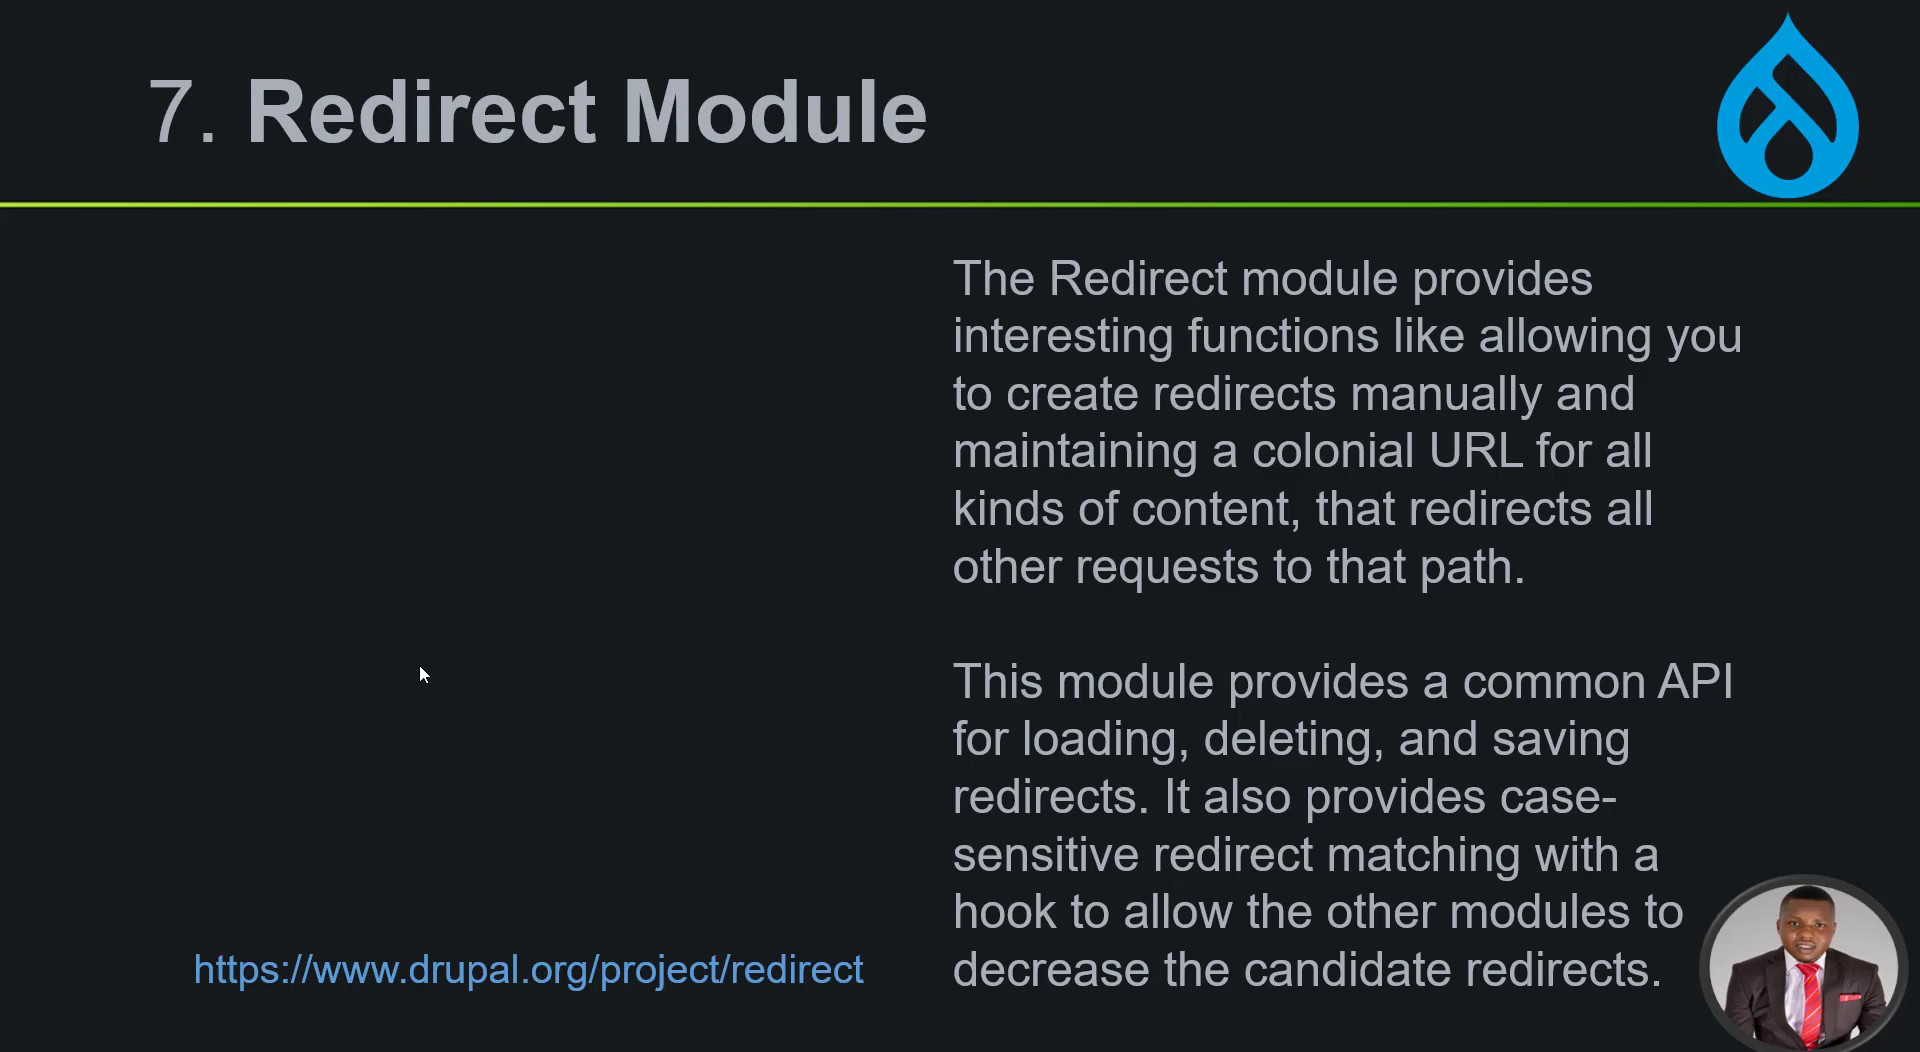 7. Redirect Module
The Redirect module provides
interesting functions like allowing you
to create redirects manually and
maintaining a colonial URL for all
kinds of content, that redirects all
other requests to that path.
This module provides a common API
for loading, deleting, and saving
redirects. It also provides case-
sensitive redirect matching with a
hook to allow the other modules to
decrease the candidate redirects.
https://www.drupal.org/project/redirect